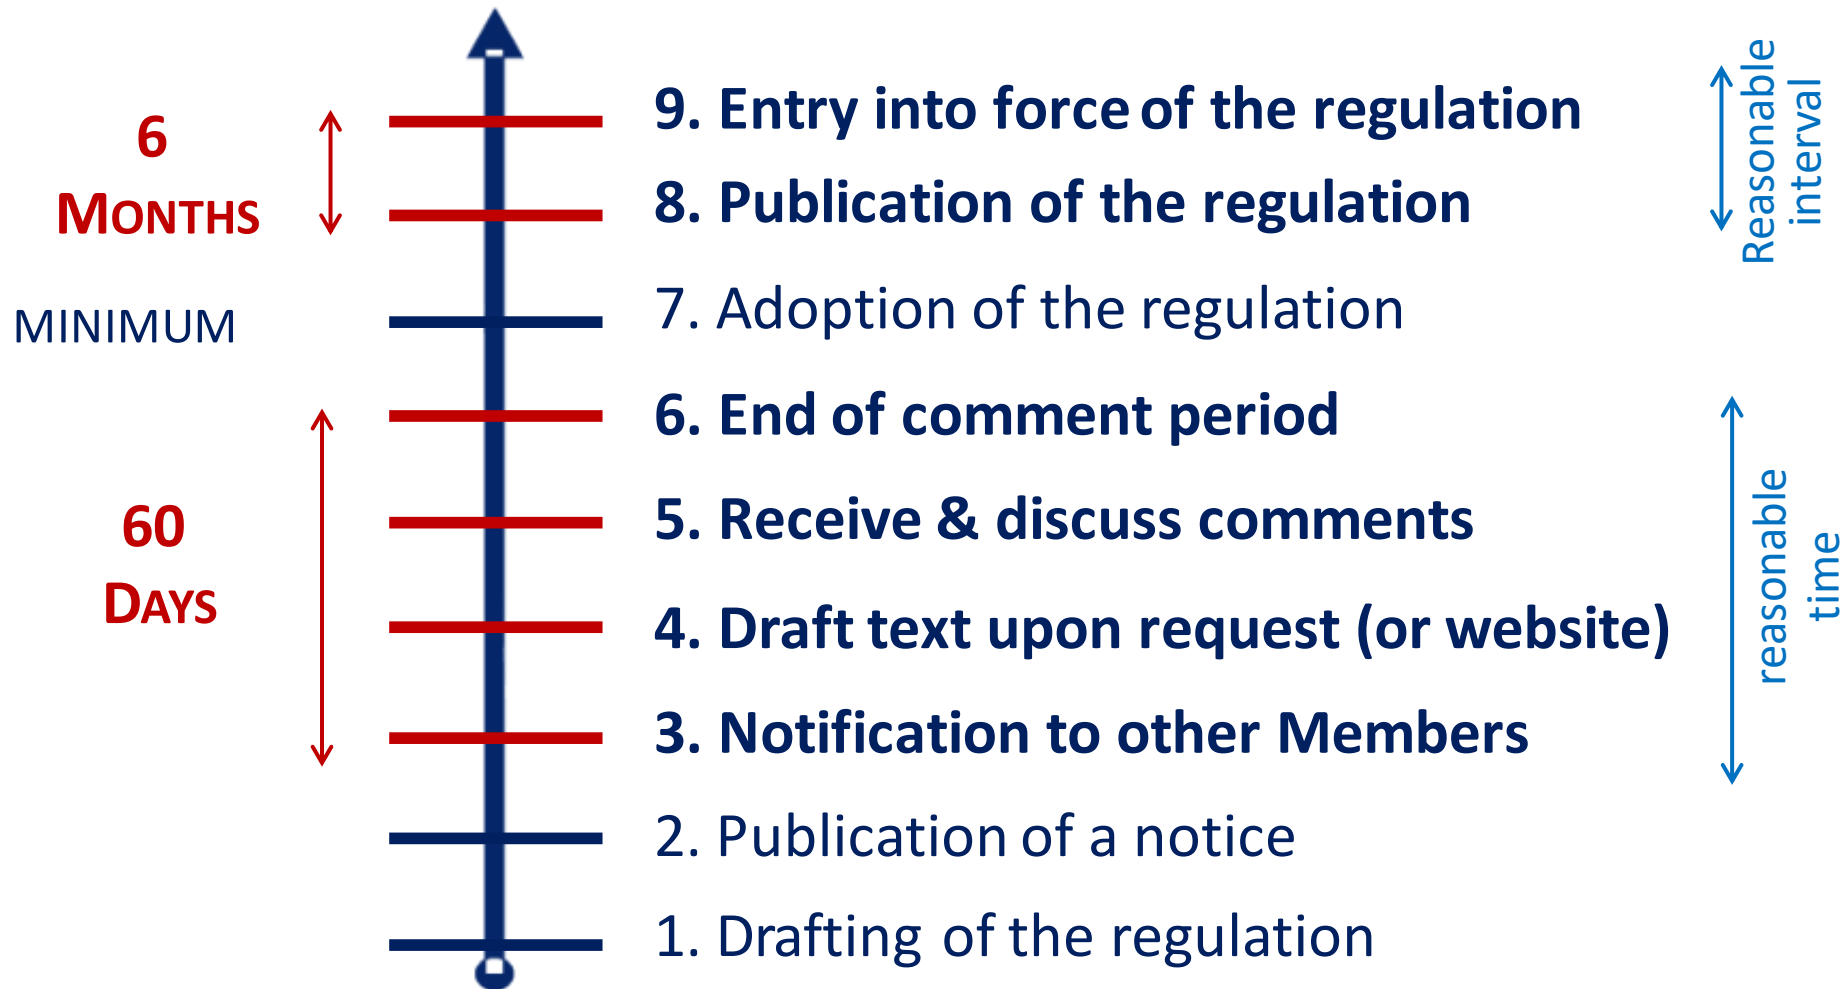 6
MONTHS
MINIMUM
60
DAYS
9. Entry into force of the regulation
8. Publication of the regulation
7. Adoption of the regulation
6. End of comment period
5. Receive & discuss comments
4. Draft text upon request (or website)
3. Notification to other Members
2. Publication of a notice
1. Drafting of the regulation
Reasonable
interval
reasonable
time